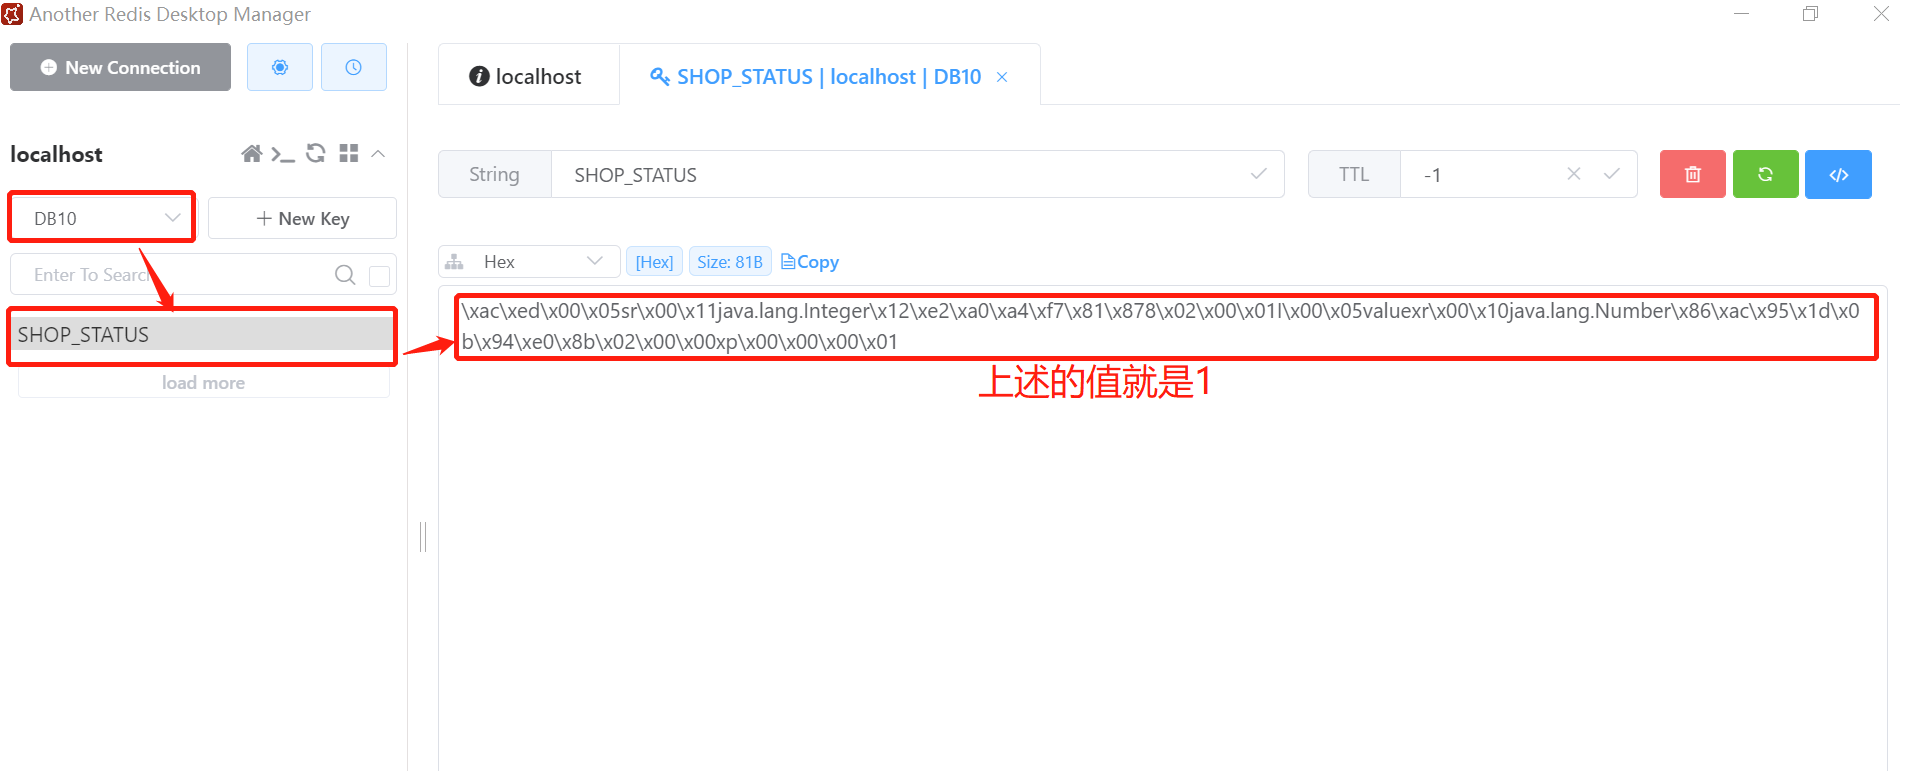 Another Redis Desktop Manager
New Connection
localhost
SHOP_STATUS | localhost | DB10
localhost
String
SHOP_STATUS
TTL
-1
DB10
New Key
Enter To Search
Hex
[Hex]
Size: 81B
Copy
SHOP_STATUS
\xac\xed\x00\x05sr\x00\x11java.lang.Integer\x12\xe2\xa0\xa4\xf7\x81\x878\x02\x00\x01I\x00\x05valuexr\x00\x10java.lang.Number\x86\xac\x95\x1d\x0
b\x94\xe0\x8b\x02\x00\x00xp\x00\x00\x00\x01
load more
上述的值就是1